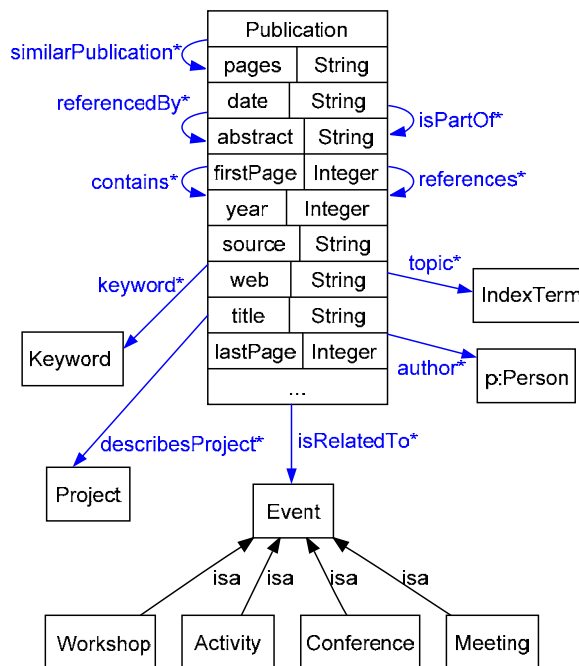 Publication
similarPublication*
pages String
referencedBy*
date String
isPartOf*
abstract String
contains*
firstPage Integer
references*
year Integer
source String
topic*
keyword*
web String
IndexTerm
title String
Keyword
lastPage Integer
author*
p:Person
...
describesProject*
isRelatedTo*
Project
Event
isa isa isa isa
Workshop Activity Conference Meeting